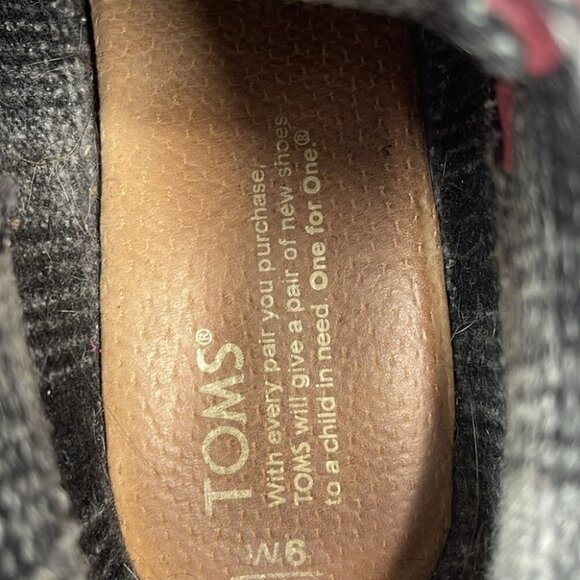 TOMS®
With every pair you purchase,
TOMS will give a pair of new shoes
to a child in need. One for One.®
W6